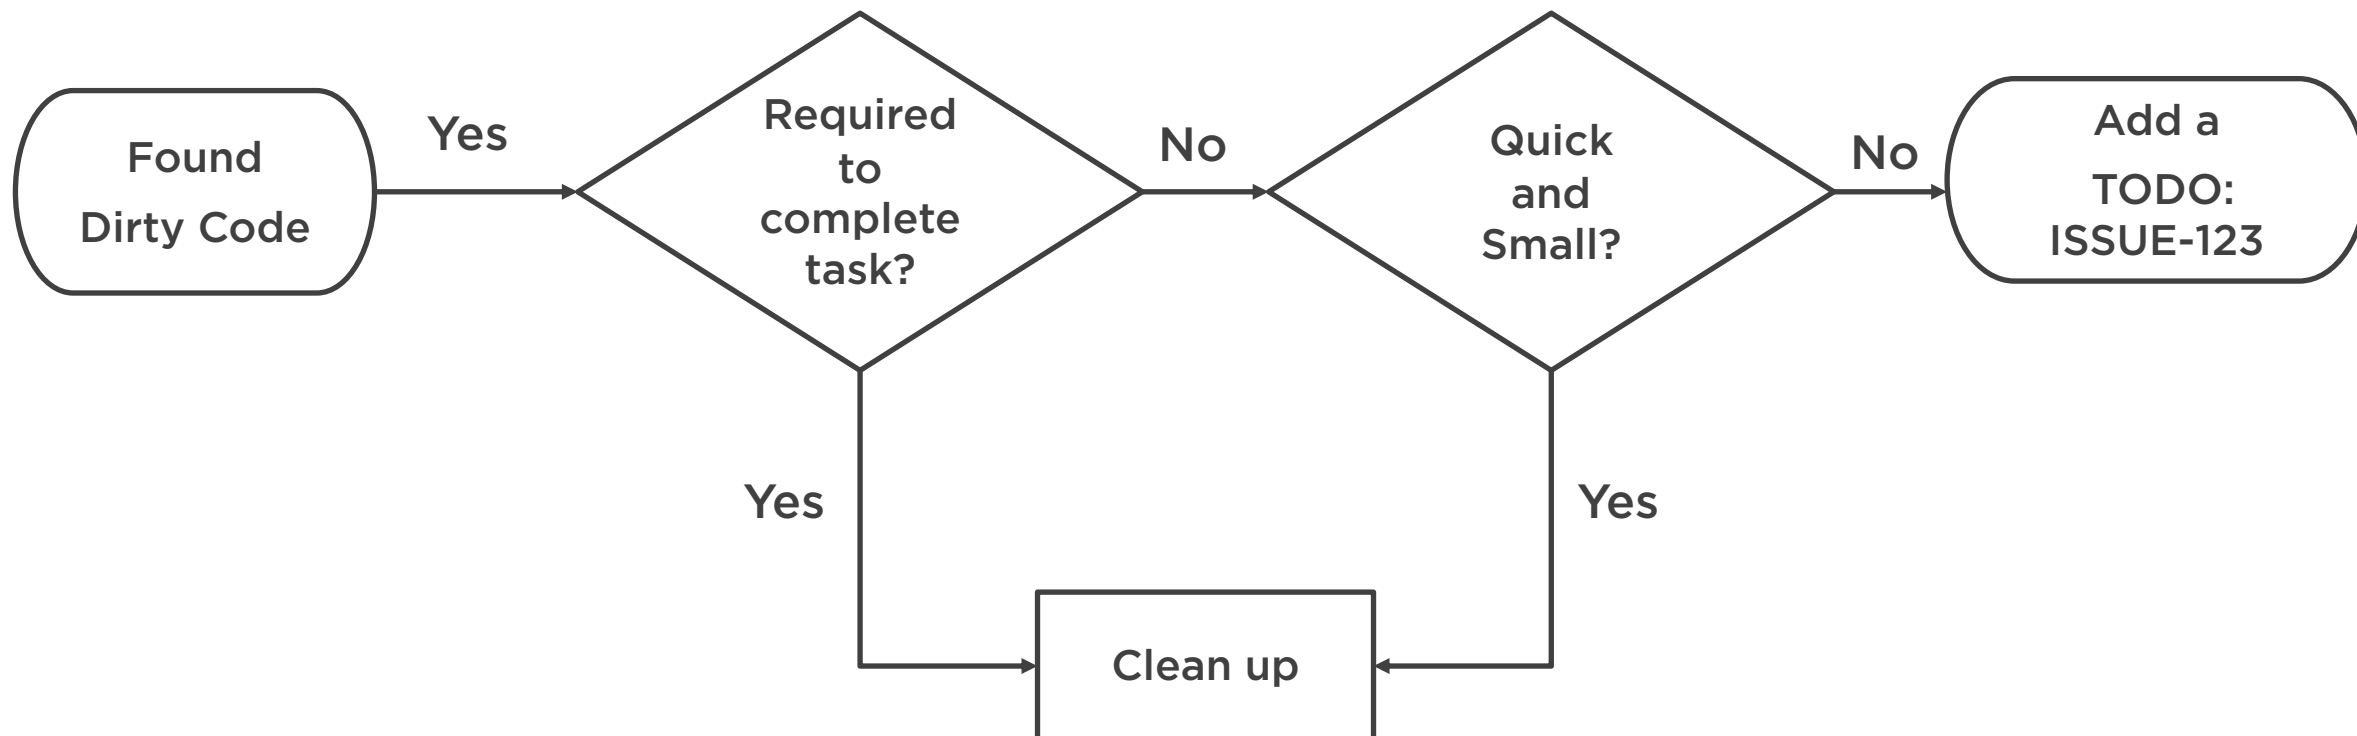 Found
Dirty Code
Yes
Required
to
complete
task?
No
Quick
and
Small?
No
Add a
TODO:
ISSUE-123
Yes
Yes
Clean up